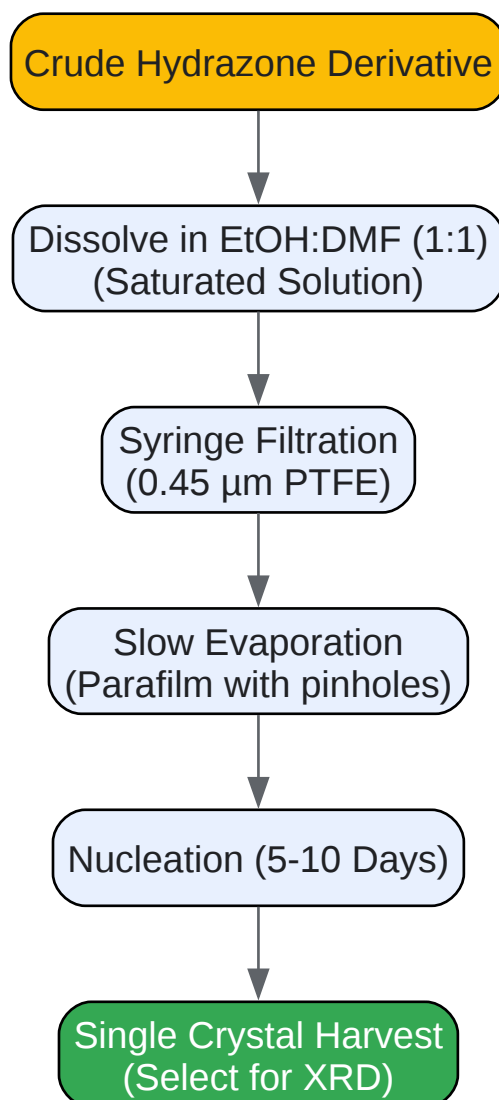 Crude Hydrazone Derivative
Dissolve in EtOH:DMF (1:1)
(Saturated Solution)
Syringe Filtration
(0.45 µm PTFE)
Slow Evaporation
(Parafilm with pinholes)
Nucleation (5-10 Days)
Single Crystal Harvest
(Select for XRD)